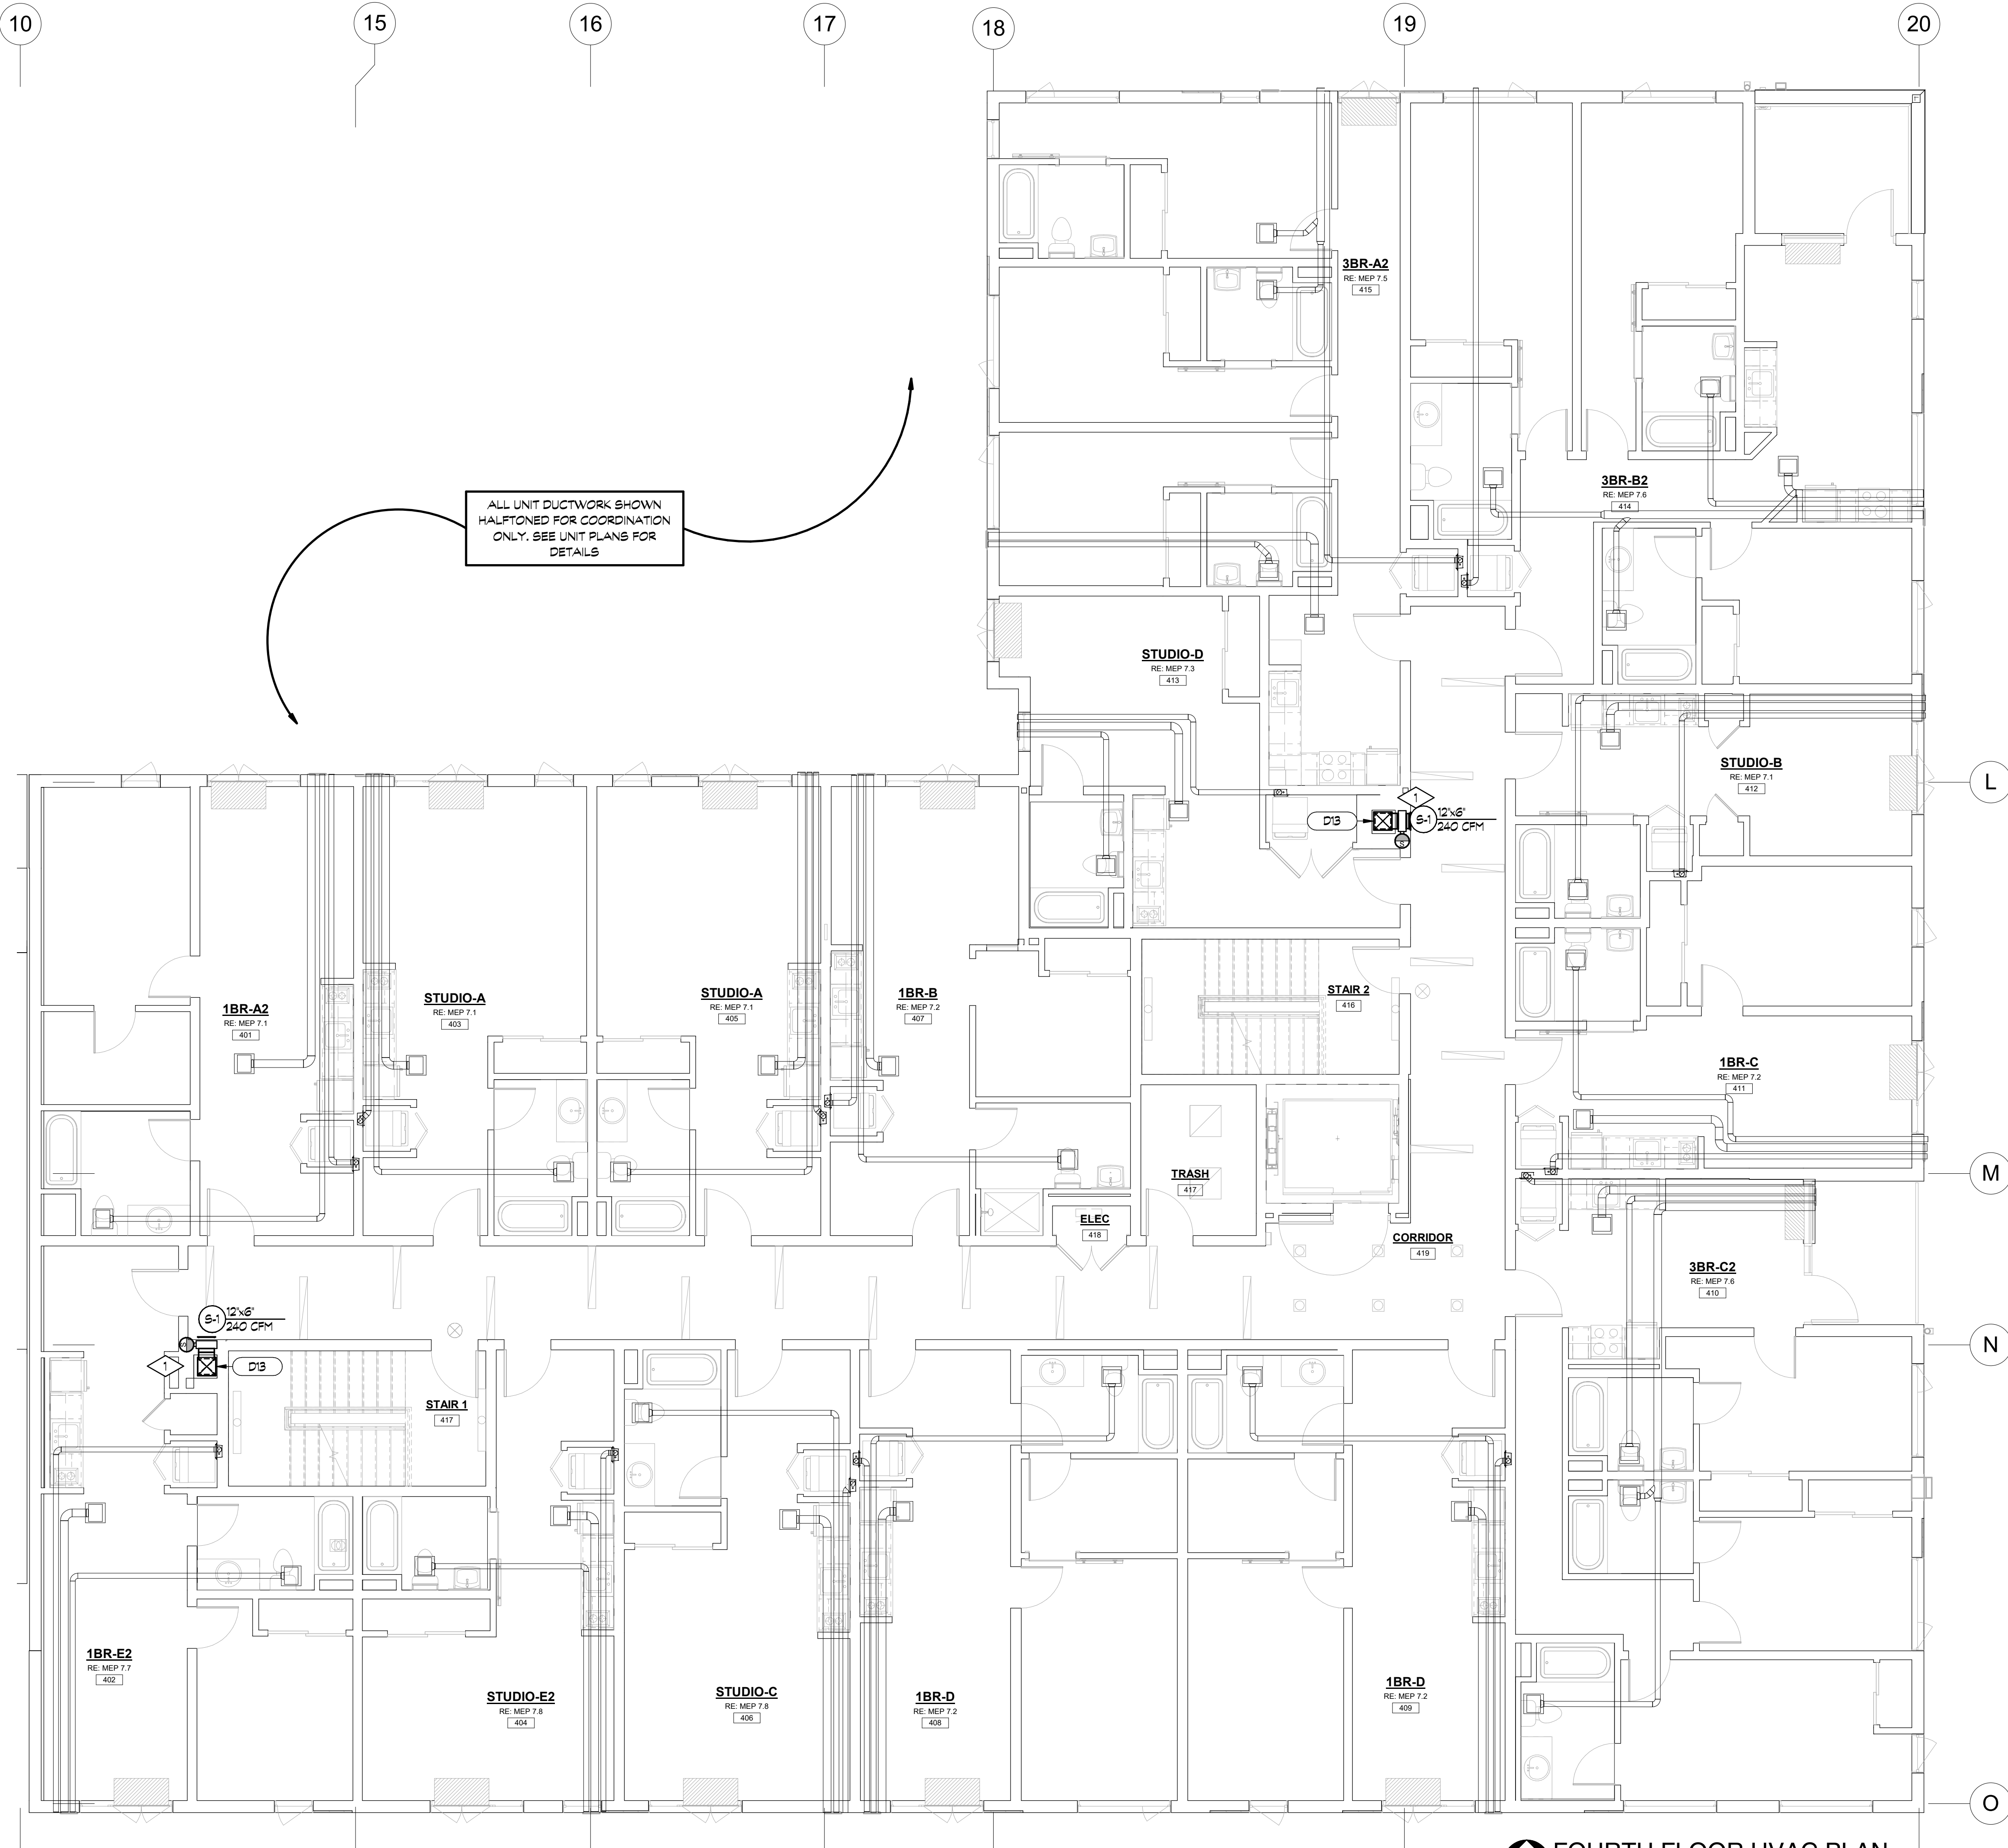 10
15
16
17
18
19
20
3BR-A2
RE: MEP 7.5
415
ALL UNIT DUCTWORK SHOWN
HALFTONED FOR COORDINATION
ONLY. SEE UNIT PLANS FOR
DETAILS
3BR-B2
RE: MEP 7.6
414
STUDIO-D
RE: MEP 7.3
413
STUDIO-B
RE: MEP 7.1
412
L
1
D13
S-1
12"x6"
240 CFM
S
1BR-A2
RE: MEP 7.1
401
STUDIO-A
RE: MEP 7.1
403
STUDIO-A
RE: MEP 7.1
405
1BR-B
RE: MEP 7.2
407
STAIR 2
416
1BR-C
RE: MEP 7.2
411
TRASH
417
M
ELEC
418
CORRIDOR
419
3BR-C2
RE: MEP 7.6
410
S-1
12"x6"
240 CFM
S
1
D13
N
STAIR 1
417
1BR-E2
RE: MEP 7.7
402
STUDIO-E2
RE: MEP 7.8
404
STUDIO-C
RE: MEP 7.8
406
1BR-D
RE: MEP 7.2
408
1BR-D
RE: MEP 7.2
409
O
FOURTH FLOOR HVAC PLAN